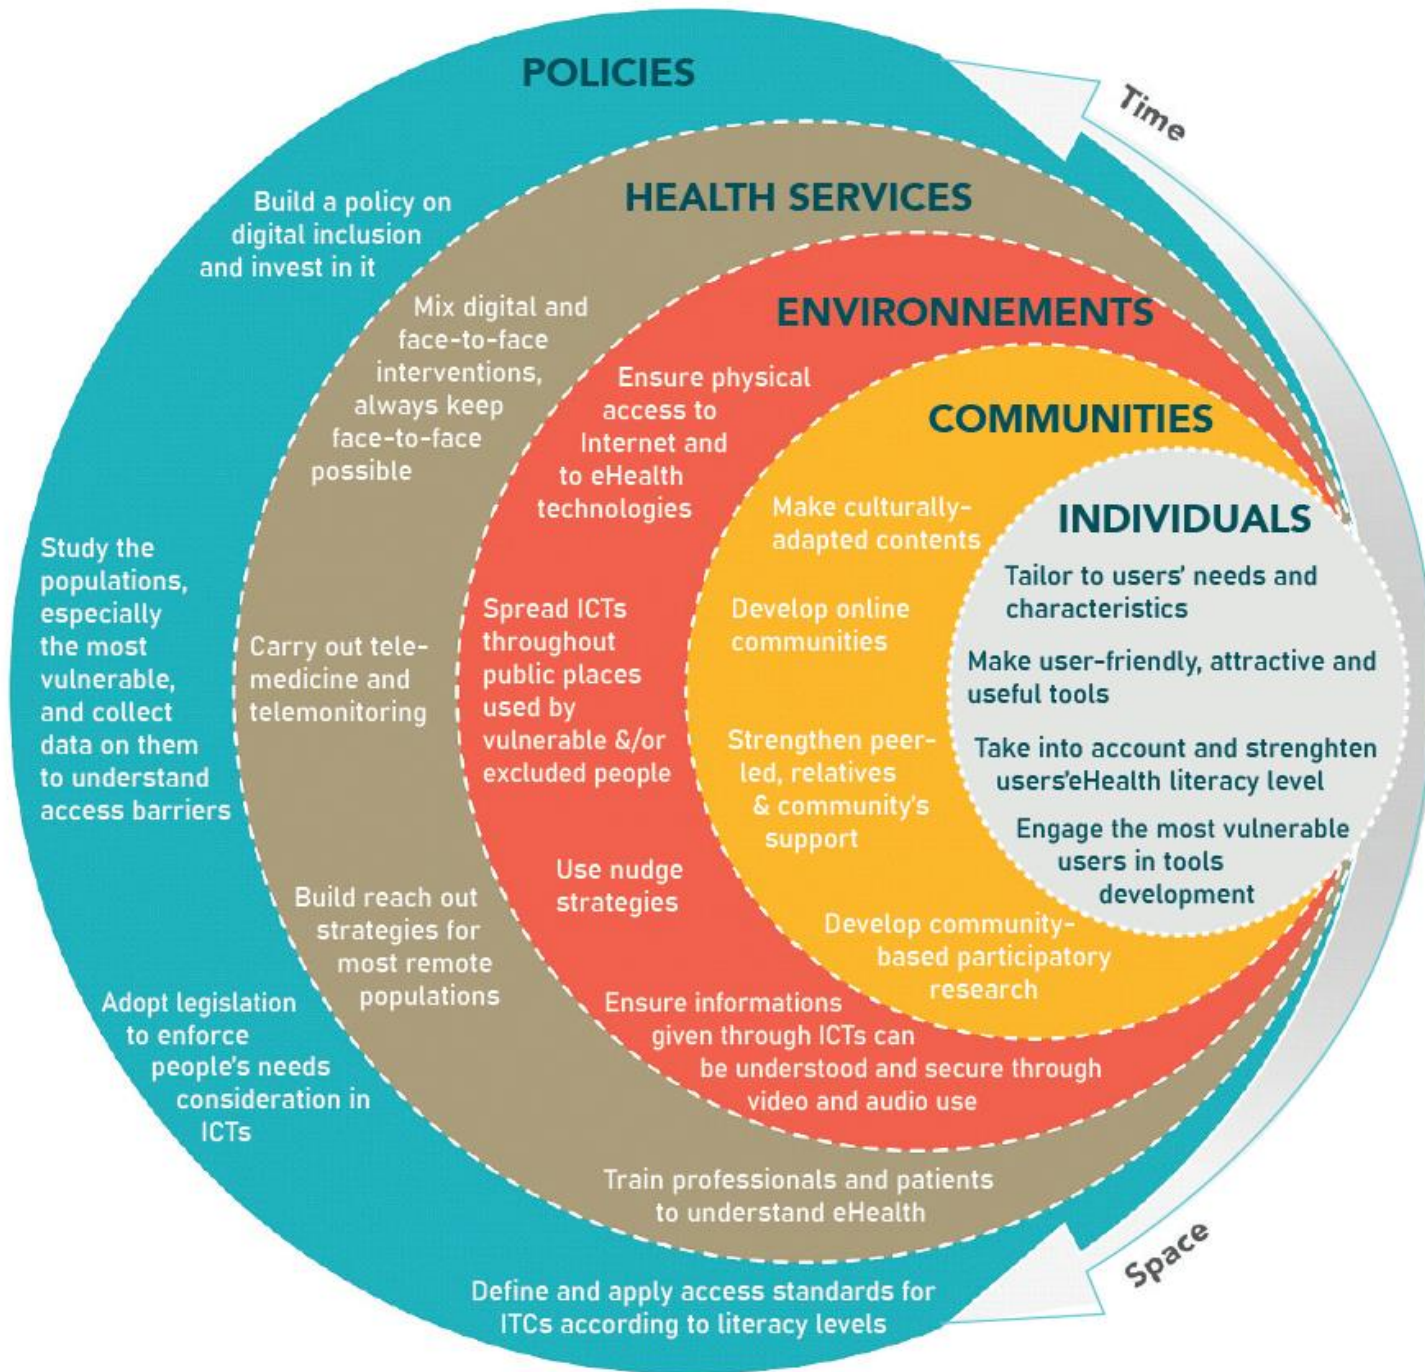 POLICIES
Time
Build a policy on
digital inclusion
and invest in it
HEALTH SERVICES
Mix digital and
face-to-face
interventions,
always keep
face-to-face
possible
ENVIRONNEMENTS
Ensure physical
access to
Internet and
to eHealth
technologies
COMMUNITIES
Make culturally-
adapted contents
INDIVIDUALS
Tailor to users' needs and
characteristics
Study the
populations,
especially
the most
vulnerable,
and collect
data on them
to understand
access barriers
Carry out tele-
medicine and
telemonitoring
Spread ICTs
throughout
public places
used by
vulnerable &/or
excluded people
Develop online
communities
Make user-friendly, attractive and
useful tools
Strengthen peer-
led, relatives
& community's
support
Take into account and strenghten
users'eHealth literacy level
Engage the most vulnerable
users in tools
development
Use nudge
strategies
Build reach out
strategies for
most remote
populations
Develop community-
based participatory
research
Adopt legislation
to enforce
people's needs
consideration in
ICTs
Ensure informations
given through ICTs can
be understood and secure through
video and audio use
Train professionals and patients
to understand eHealth
Space
Define and apply access standards for
ITCs according to literacy levels